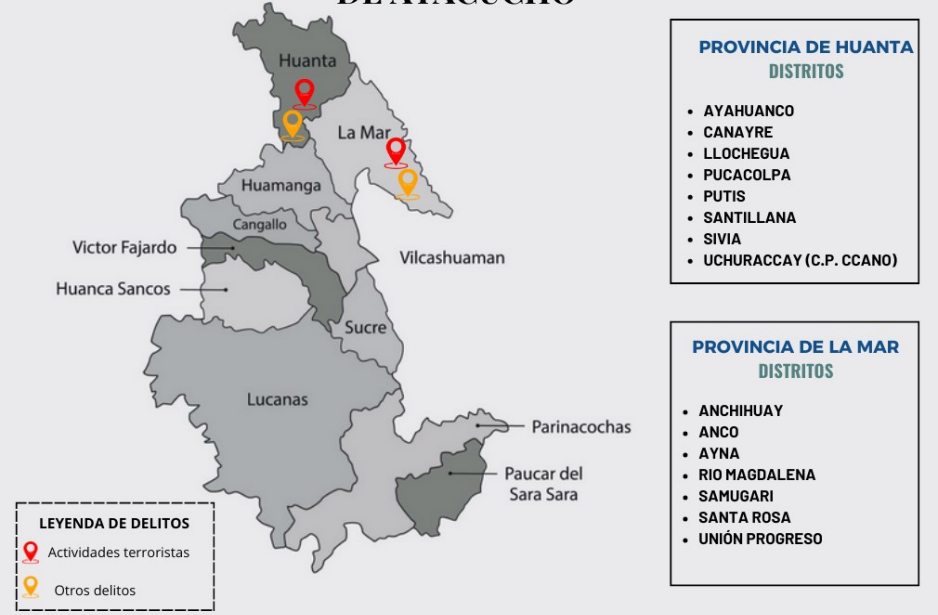 DE AYACUCHO
Huanta
La Mar
Huamanga
Cangallo
Victor Fajardo
Vilcashuaman
Huanca Sancos
Sucre
Lucanas
Parinacochas
Paucar del
Sara Sara
LEYENDA DE DELITOS
Actividades terroristas
Otros delitos
PROVINCIA DE HUANTA
DISTRITOS
• AYAHUANCO
• CANAYRE
• LLOCHEGUA
• PUCACOLPA
• PUTIS
• SANTILLANA
• SIVIA
• UCHURACCAY (C.P. CCANO)
PROVINCIA DE LA MAR
DISTRITOS
• ANCHIHUAY
• ANCO
• AYNA
• RIO MAGDALENA
• SAMUGARI
• SANTA ROSA
• UNIÓN PROGRESO